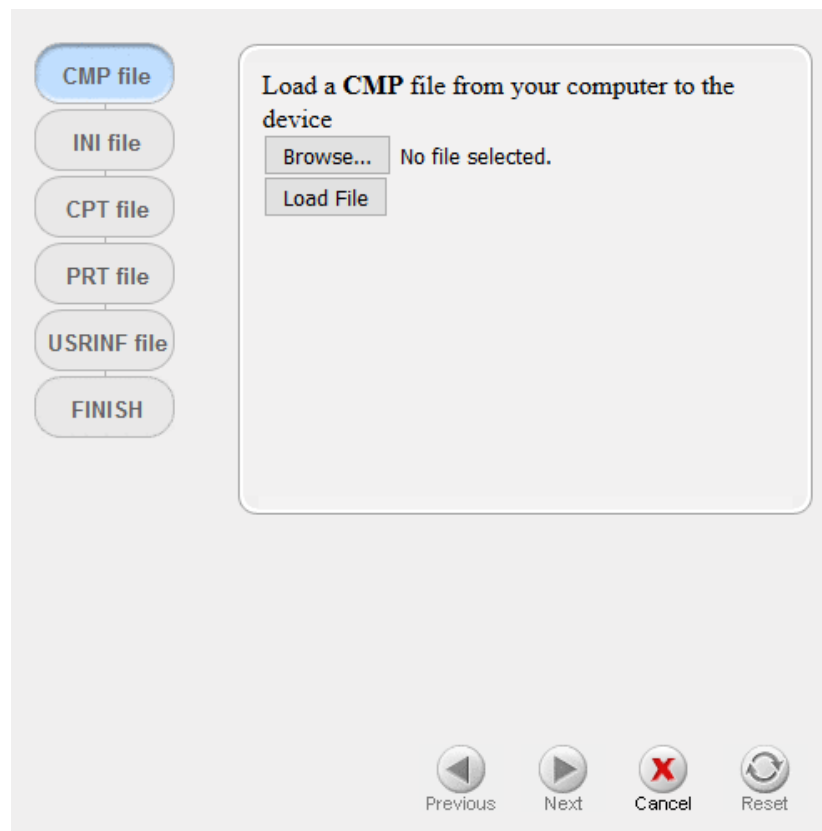 CMP file
INI file
CPT file
PRT file
USRINF file
FINISH
Load a CMP file from your computer to the
device
Browse... No file selected.
Load File
Previous Next Cancel Reset